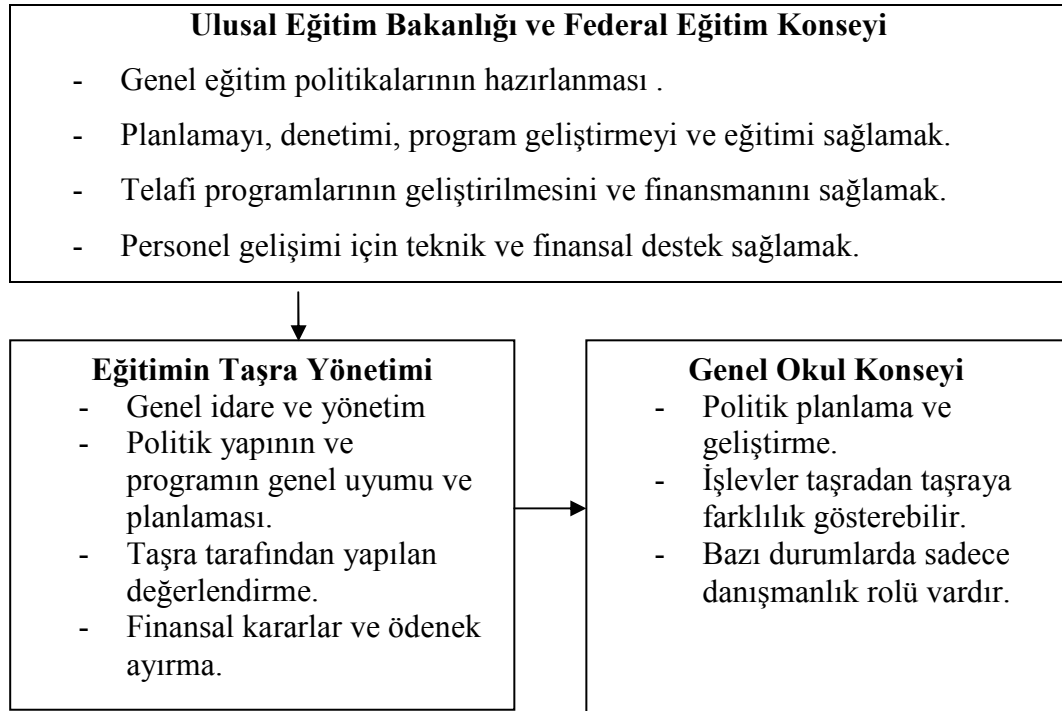 Ulusal Eğitim Bakanlığı ve Federal Eğitim Konseyi
- Genel eğitim politikalarının hazırlanması .
- Planlamayı, denetimi, program geliştirmeyi ve eğitimi sağlamak.
- Telafi programlarının geliştirilmesini ve finansmanını sağlamak.
- Personel gelişimi için teknik ve finansal destek sağlamak.
Eğitimin Taşra Yönetimi
- Genel idare ve yönetim
- Politik yapının ve
programın genel uyumu ve
planlaması.
- Taşra tarafından yapılan
değerlendirme.
- Finansal kararlar ve ödenek
ayırma.
Genel Okul Konseyi
- Politik planlama ve
geliştirme.
- İşlevler taşradan taşraya
farklılık gösterebilir.
- Bazı durumlarda sadece
danışmanlık rolü vardır.